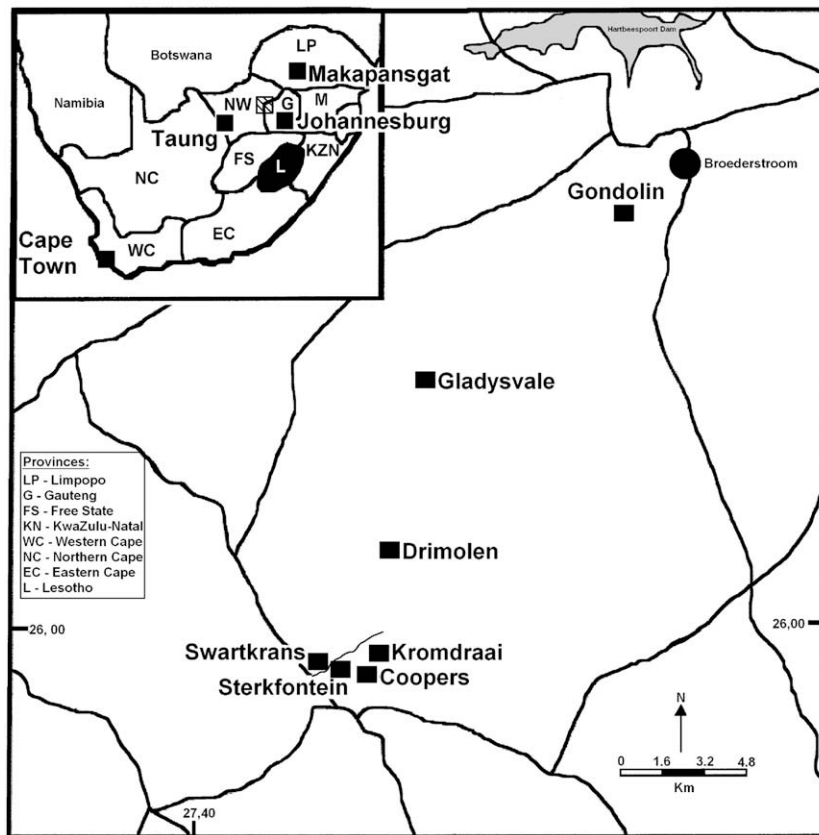 Hartbeespoort Dam
Botswana
LP
Makapansgat
Namibia
NW
G
M
Johannesburg
Taung
FS
KZN
L
NC
EC
WC
Cape
Town
Broederstroom
Gondolin
Gladysvale
Provinces:
LP - Limpopo
G - Gauteng
FS - Free State
KN - KwaZulu-Natal
WC - Western Cape
NC - Northern Cape
EC - Eastern Cape
L - Lesotho
Drimolen
26, 00
26,00
Swartkrans
Kromdraai
Sterkfontein
Coopers
N
0 1.6 3.2 4.8
Km
27,40